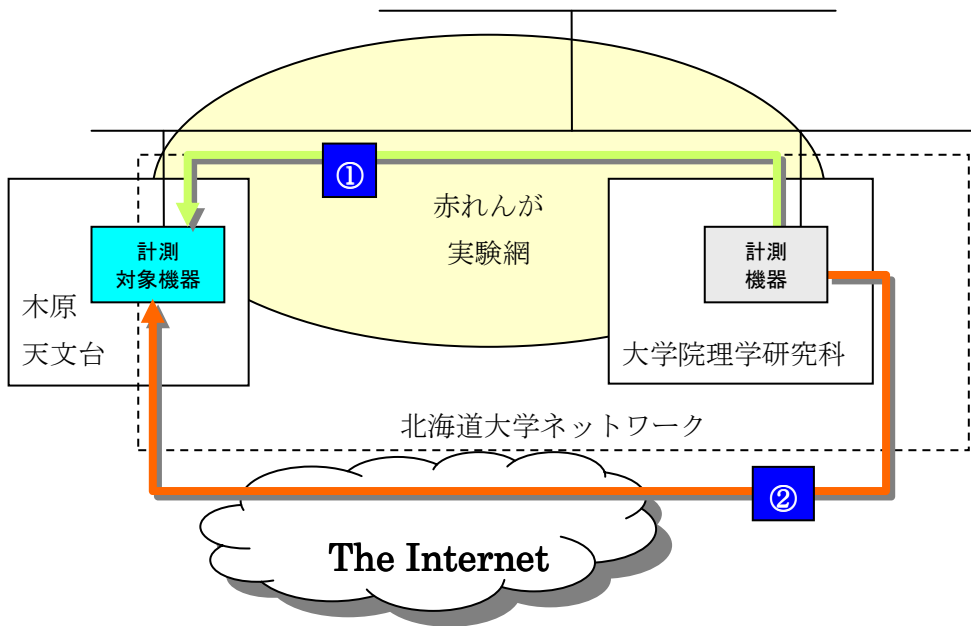 ①
赤れんが
実験網
計測
対象機器
計測
機器
木原
天文台
大学院理学研究科
北海道大学ネットワーク
②
The Internet